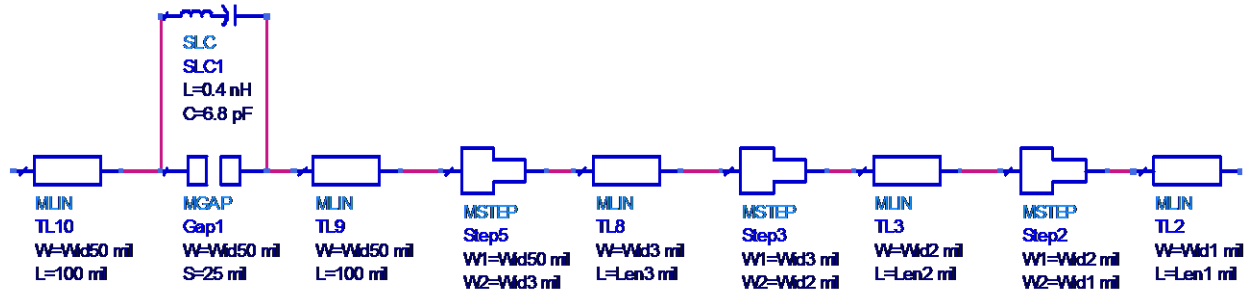 SLC
SLC1
L=0.4 nH
C=6.8 pF
MLIN
TL10
W=Wid50 mil
L=100 mil
MGAP
Gap1
W=Wid50 mil
S=25 mil
MLIN
TL9
W=Wid50 mil
L=100 mil
MSTEP
Step5
W1=Wid50 mil
W2=Wid3 mil
MLIN
TL8
W=Wid3 mil
L=Len3 mil
MSTEP
Step3
W1=Wid3 mil
W2=Wid2 mil
MLIN
TL3
W=Wid2 mil
L=Len2 mil
MSTEP
Step2
W1=Wid2 mil
W2=Wid1 mil
MLIN
TL2
W=Wid1 mil
L=Len1 mil